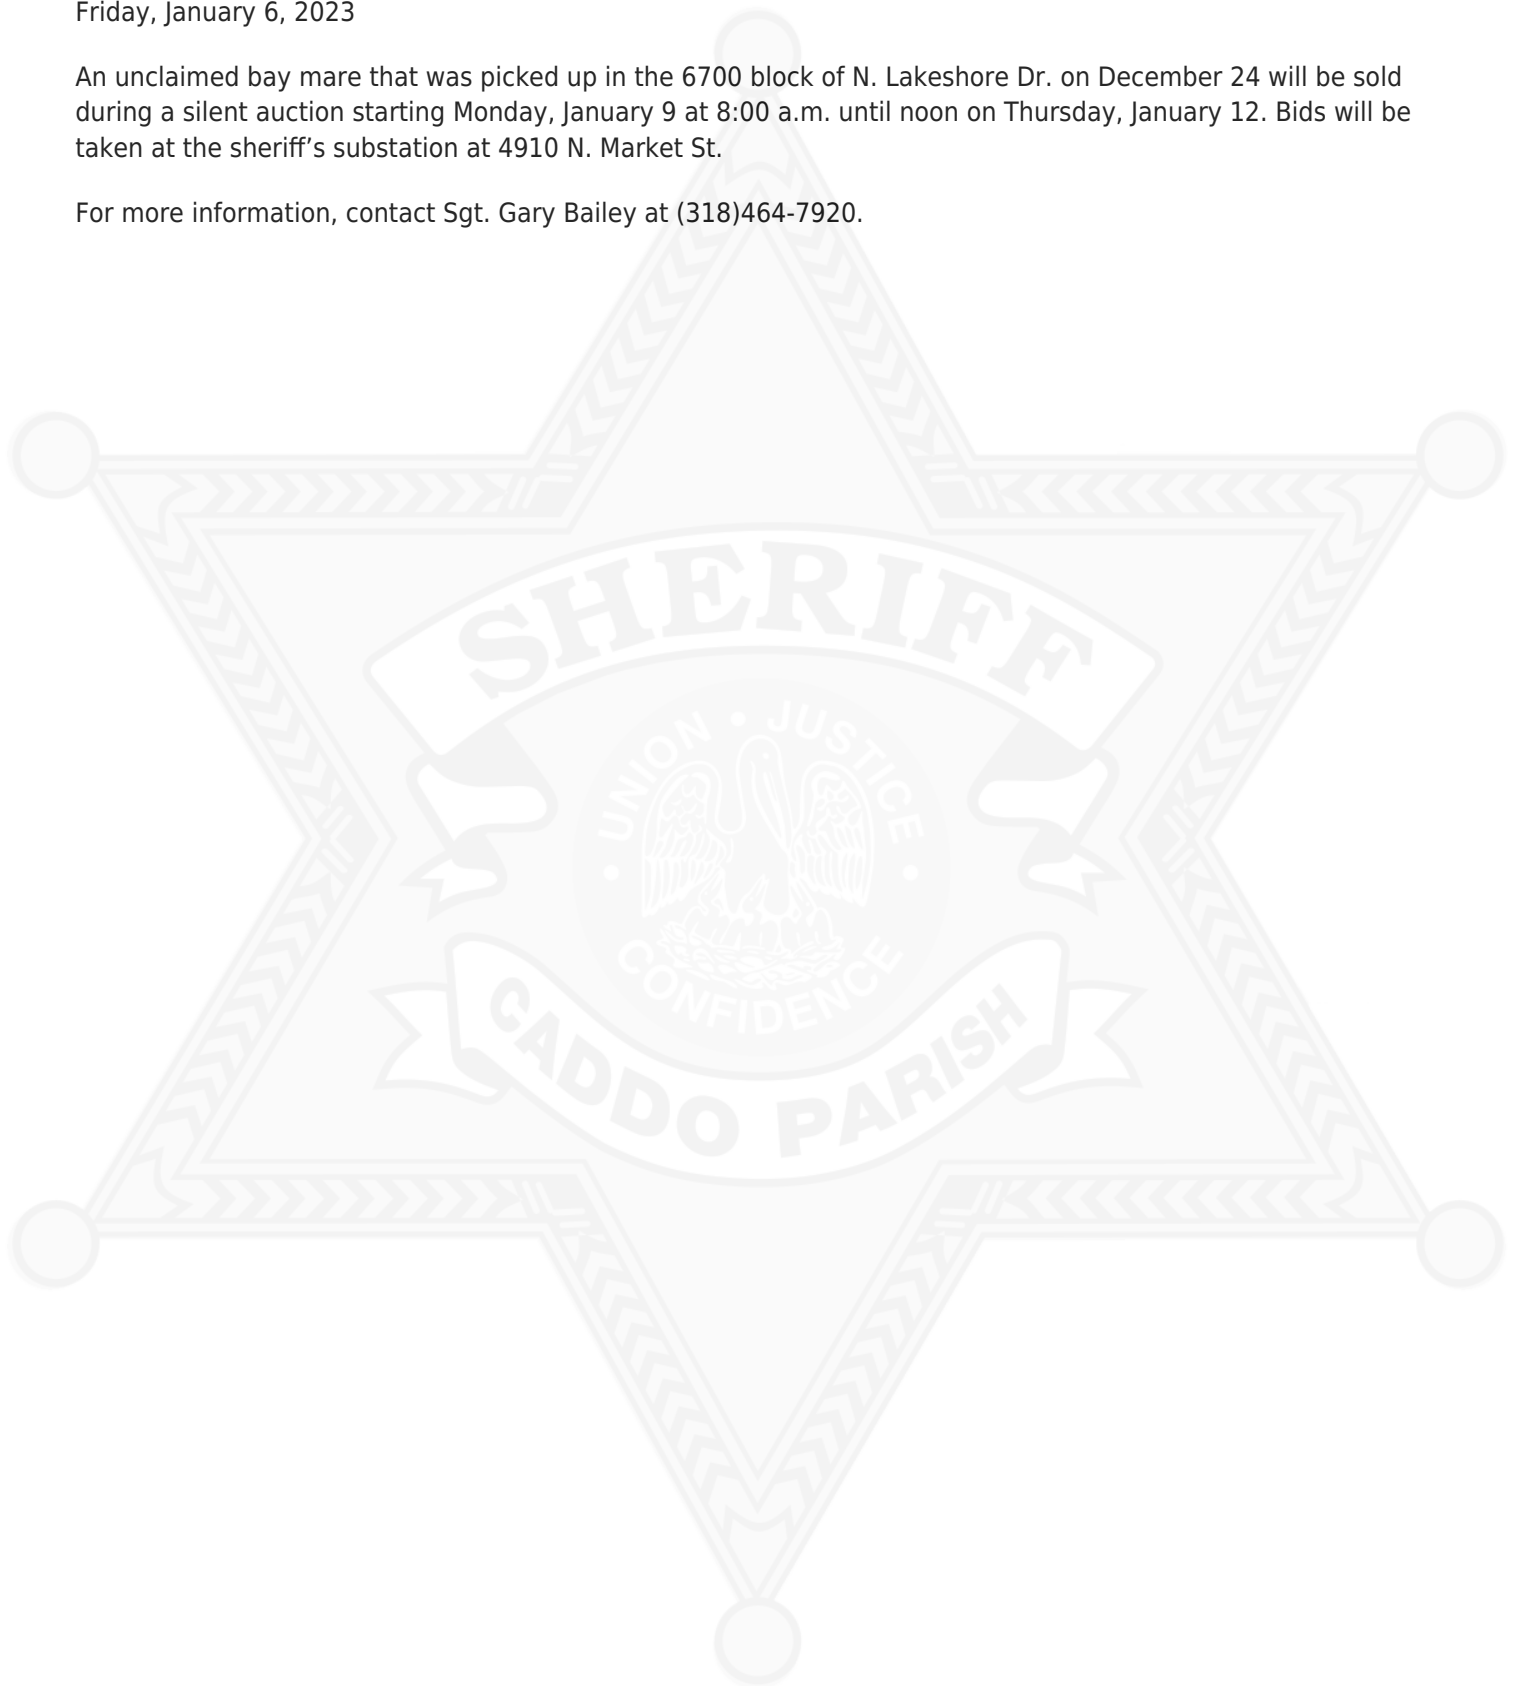 Friday, January 6, 2023
An unclaimed bay mare that was picked up in the 6700 block of N. Lakeshore Dr. on December 24 will be sold
during a silent auction starting Monday, January 9 at 8:00 a.m. until noon on Thursday, January 12. Bids will be
taken at the sheriff’s substation at 4910 N. Market St.
For more information, contact Sgt. Gary Bailey at (318)464-7920.
SHERIFF
UNION • JUSTICE
• CONFIDENCE •
CADDO PARISH